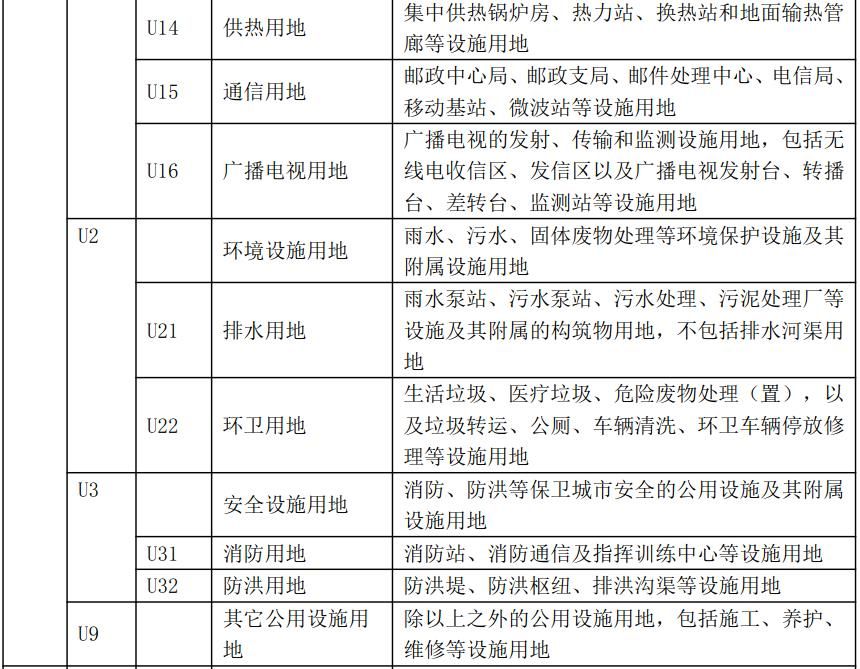 U14 供热用地 集中供热锅炉房、热力站、换热站和地面输热管
廊等设施用地
U15 通信用地 邮政中心局、邮政支局、邮件处理中心、电信局、
移动基站、微波站等设施用地
U16 广播电视用地 广播电视的发射、传输和监测设施用地，包括无
线电收信区、发信区以及广播电视发射台、转播
台、差转台、监测站等设施用地
U2 环境设施用地 雨水、污水、固体废物处理等环境保护设施及其
附属设施用地
U21 排水用地 雨水泵站、污水泵站、污水处理、污泥处理厂等
设施及其附属的构筑物用地，不包括排水河渠用
地
U22 环卫用地 生活垃圾、医疗垃圾、危险废物处理（置），以
及垃圾转运、公厕、车辆清洗、环卫车辆停放修
理等设施用地
U3 安全设施用地 消防、防洪等保卫城市安全的公用设施及其附属
设施用地
U31 消防用地 消防站、消防通信及指挥训练中心等设施用地
U32 防洪用地 防洪堤、防洪枢纽、排洪沟渠等设施用地
U9 其它公用设施用
地
除以上之外的公用设施用地，包括施工、养护、
维修等设施用地